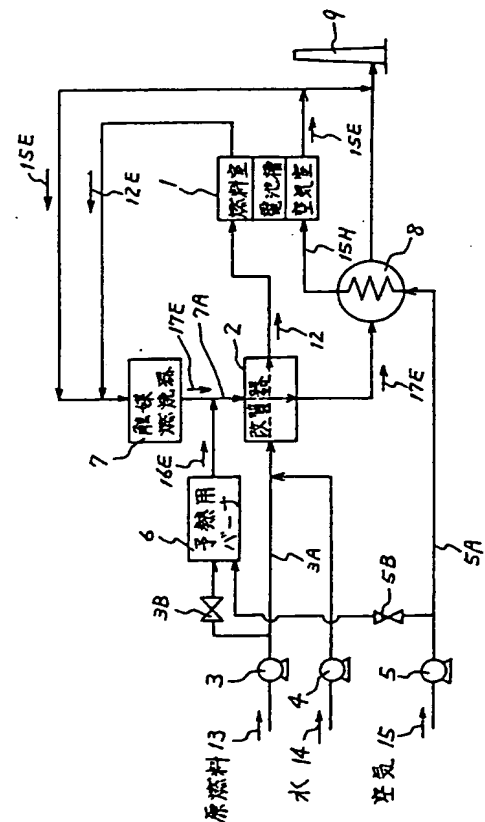 15E
12E
9
1
燃料室
電池槽
空気室
15E
15H
8
17E
7A
2
触媒
燃焼器
7
改質器
12
17E
16E
6
予熱用
バーナ
3B
3A
5B
5A
3
4
5
原燃料 13
水 14
空気 15